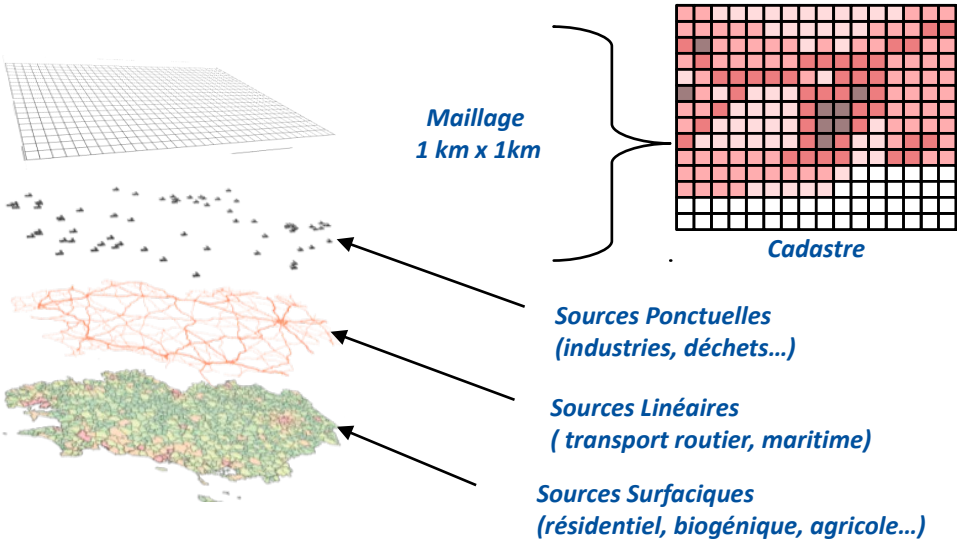 Maillage
1 km x 1km
Cadastre
Sources Ponctuelles
(industries, déchets…)
Sources Linéaires
( transport routier, maritime)
Sources Surfaciques
(résidentiel, biogénique, agricole…)